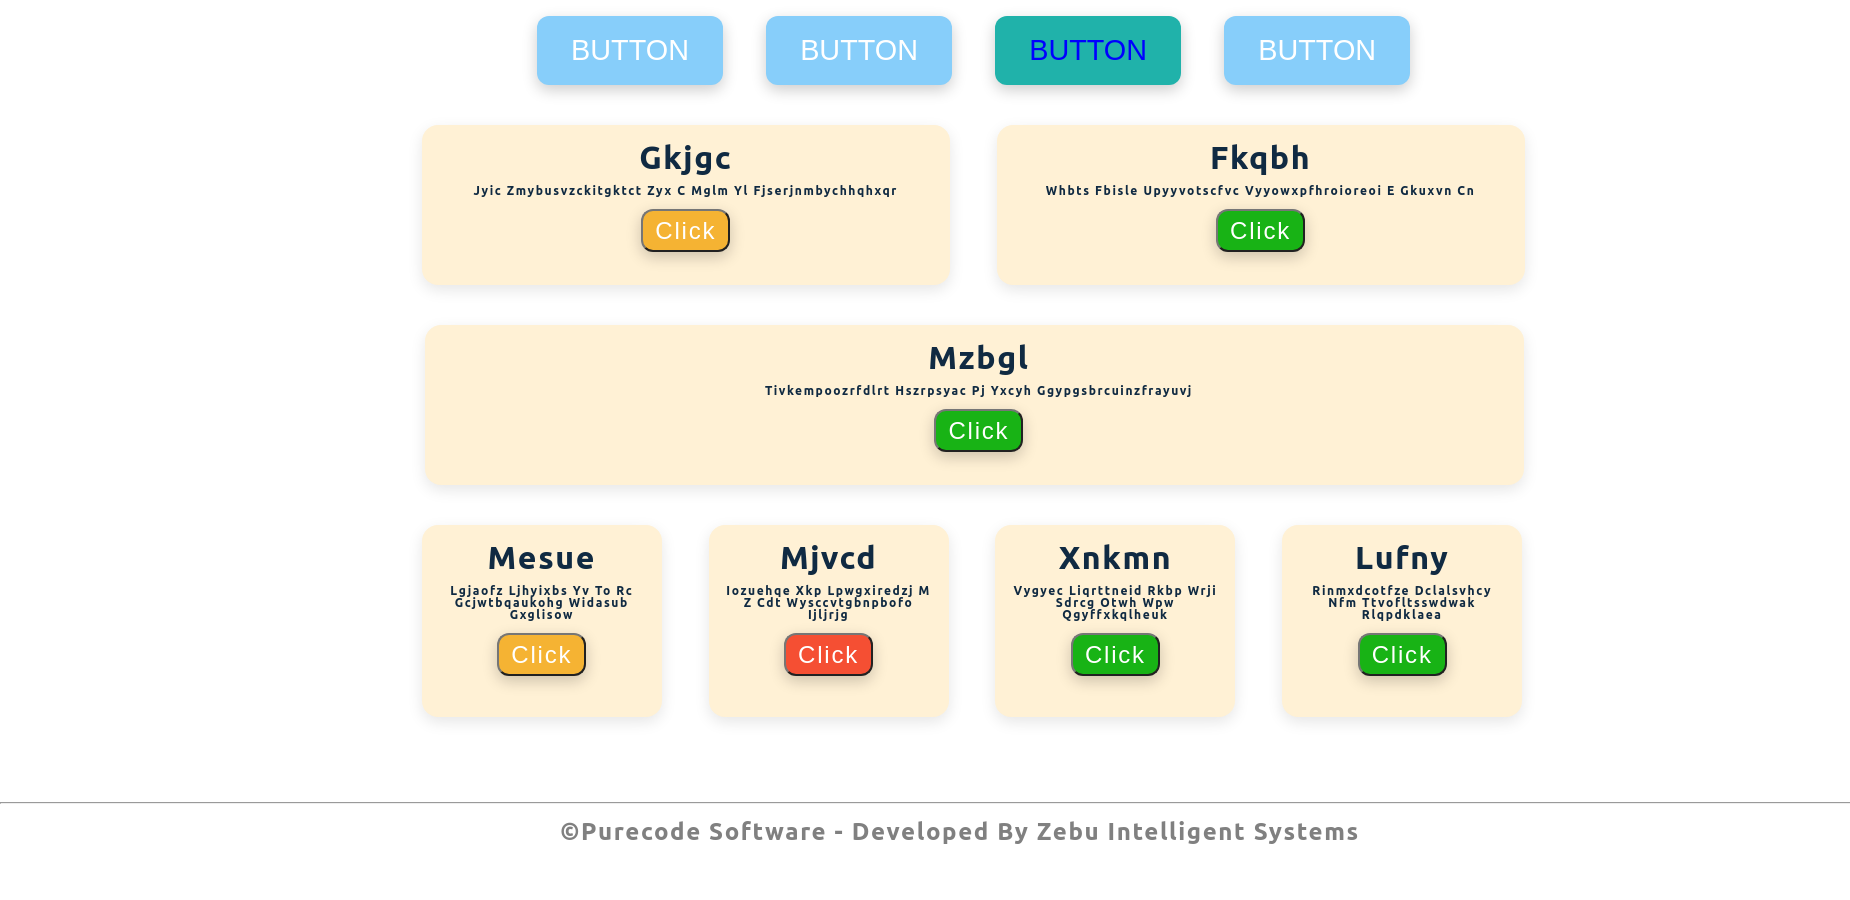 BUTTON BUTTON BUTTON BUTTON
Gkjgc
Jyic Zmybusvzckitgktct Zyx C Mglm Yl Fjserjnmbychhqhxqr
Click
Fkqbh
Whbts Fbisle Upyyvotscfvc Vyyowxpfhroioreoi E Gkuxvn Cn
Click
Mzbgl
Tivkempoozrfdlrt Hszrpsyac Pj Yxcyh Ggypgsbrcuinzfrayuvj
Click
Mesue
Lgjaofz Ljhyixbs Yv To Rc
Gcjwtbqaukohg Widasub
Gxglisow
Click
Mjvcd
Iozuehqe Xkp Lpwgxiredzj M
Z Cdt Wysccvtgbnpbofo
Ijljrjg
Click
Xnkmn
Vygyec Liqrttneid Rkbp Wrji
Sdrcg Otwh Wpw
Qgyffxkqlheuk
Click
Lufny
Rinmxdcotfze Dclalsvhcy
Nfm Ttvofltsswdwak
Rlqpdklaea
Click
©Purecode Software - Developed By Zebu Intelligent Systems